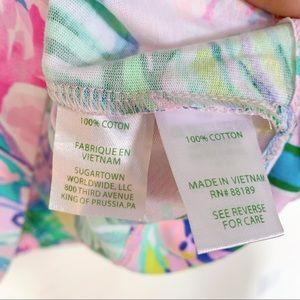 100% COTON
FABRIQUE EN
VIETNAM
SUGARTOWN
WORLDWIDE, LLC
800 THIRD AVENUE
KING OF PRUSSIA, PA
100% COTTON
MADE IN VIETNAM
RN# 88189
SEE REVERSE
FOR CARE